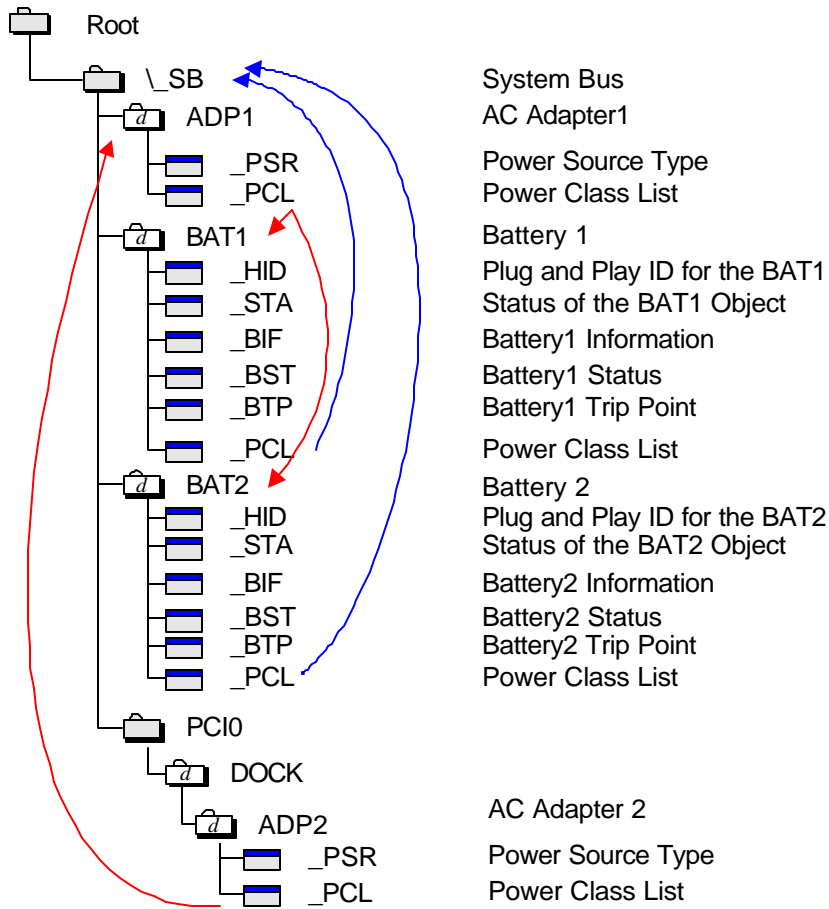 Root
\_SB System Bus
d ADP1 AC Adapter1
_PSR Power Source Type
_PCL Power Class List
d BAT1 Battery 1
_HID Plug and Play ID for the BAT1
_STA Status of the BAT1 Object
_BIF Battery1 Information
_BST Battery1 Status
_BTP Battery1 Trip Point
_PCL Power Class List
d BAT2 Battery 2
_HID Plug and Play ID for the BAT2
_STA Status of the BAT2 Object
_BIF Battery2 Information
_BST Battery2 Status
_BTP Battery2 Trip Point
_PCL Power Class List
PCI0
d DOCK
d ADP2 AC Adapter 2
_PSR Power Source Type
_PCL Power Class List